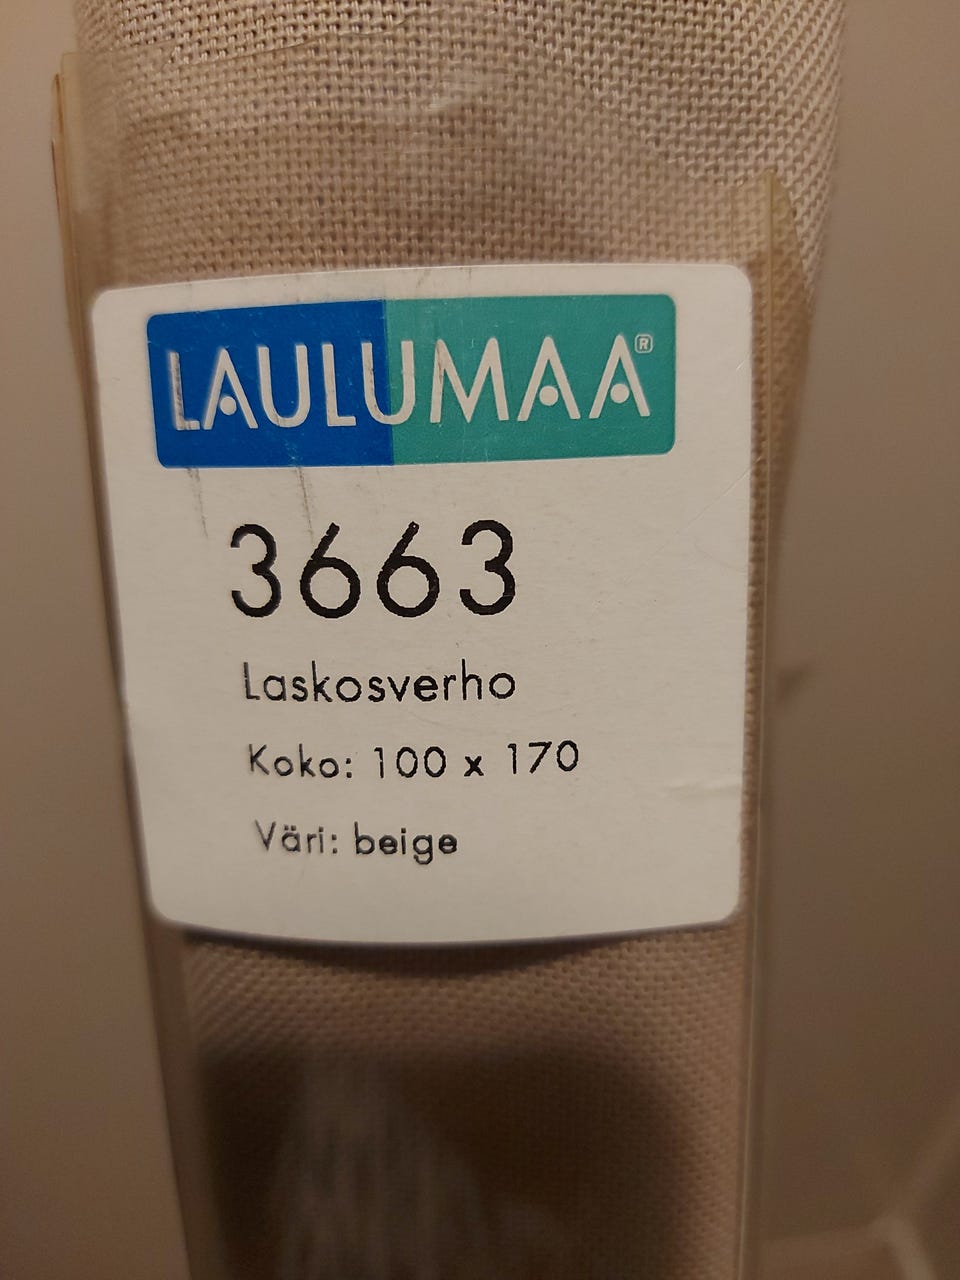 LAULUMAA®
3663
Laskosverho
Koko: 100 x 170
Väri: beige